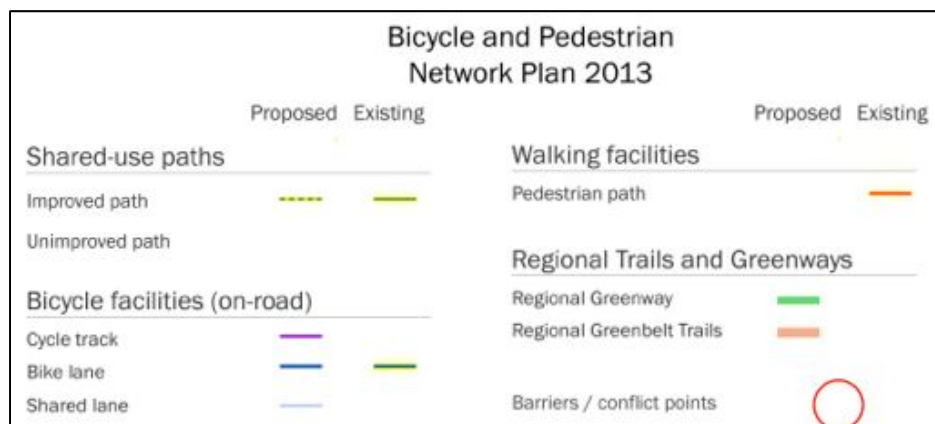 Bicycle and Pedestrian
Network Plan 2013
Proposed Existing
Shared-use paths
Improved path
Unimproved path
Bicycle facilities (on-road)
Cycle track
Bike lane
Shared lane
Proposed Existing
Walking facilities
Pedestrian path
Regional Trails and Greenways
Regional Greenway
Regional Greenbelt Trails
Barriers / conflict points